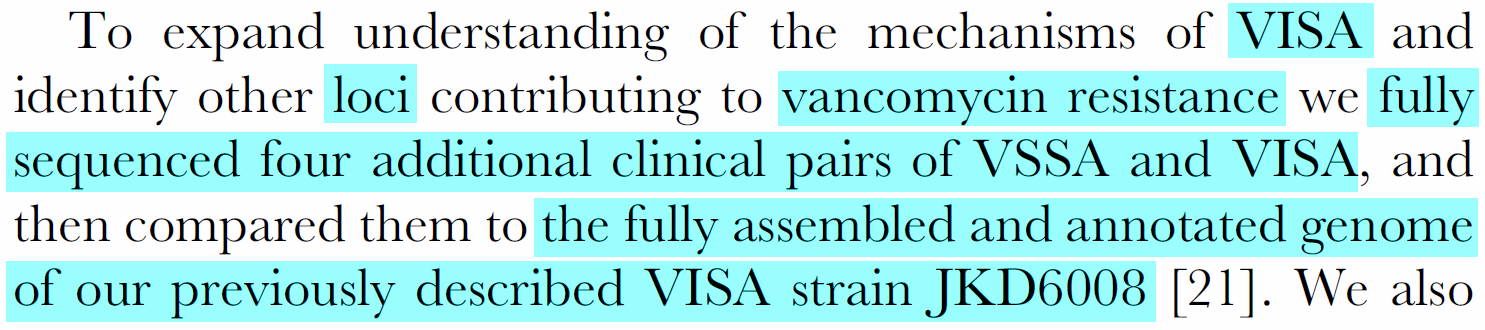 To expand understanding of the mechanisms of VISA and
identify other loci contributing to vancomycin resistance we fully
sequenced four additional clinical pairs of VSSA and VISA, and
then compared them to the fully assembled and annotated genome
of our previously described VISA strain JKD6008 [21]. We also